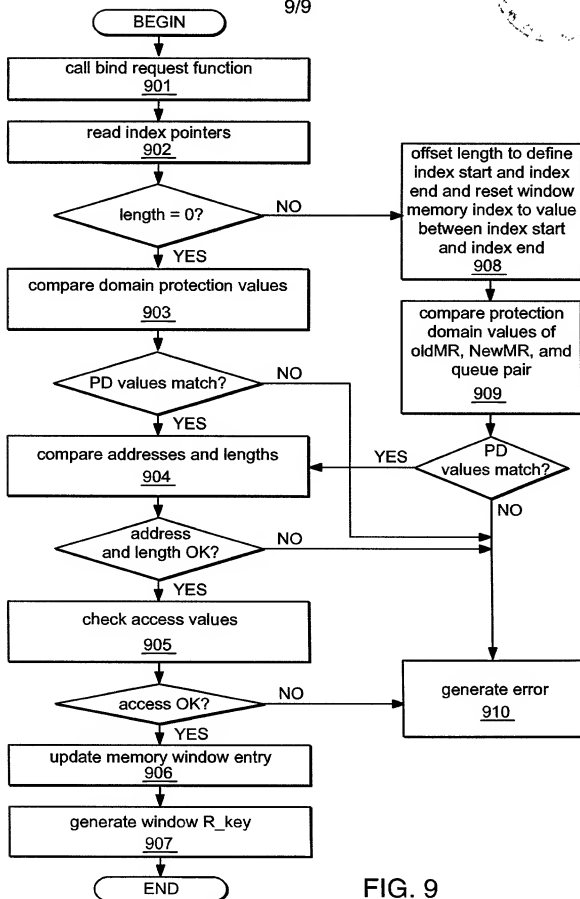 9/9
BEGIN
call bind request function
901
read index pointers
902
length = 0?
NO
YES
offset length to define
index start and index
end and reset window
memory index to value
between index start
and index end
908
compare domain protection values
903
compare protection
domain values of
oldMR, NewMR, amd
queue pair
909
PD values match?
NO
YES
PD
values match?
YES
NO
compare addresses and lengths
904
address
and length OK?
NO
YES
check access values
905
access OK?
NO
YES
generate error
910
update memory window entry
906
generate window R_key
907
END
FIG. 9